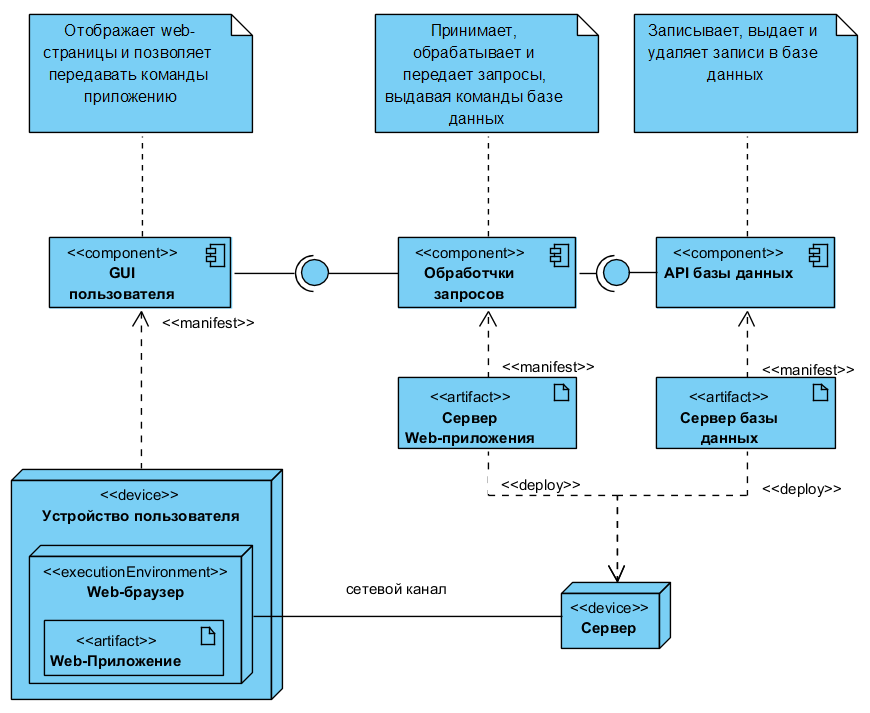 Отображает web-
страницы и позволяет
передавать команды
приложению
Принимает,
обрабатывает и
передает запросы,
выдавая команды базе
данных
Записывает, выдает и
удаляет записи в базе
данных
<<component>>
GUI
пользователя
<<component>>
Обработчки
запросов
<<component>>
API базы данных
<<manifest>>
<<manifest>>
<<manifest>>
<<artifact>>
Сервер
Web-приложения
<<artifact>>
Сервер базы
данных
<<deploy>>
<<deploy>>
<<device>>
Устройство пользователя
<<executionEnvironment>>
Web-браузер
<<artifact>>
Web-Приложение
сетевой канал
<<device>>
Сервер